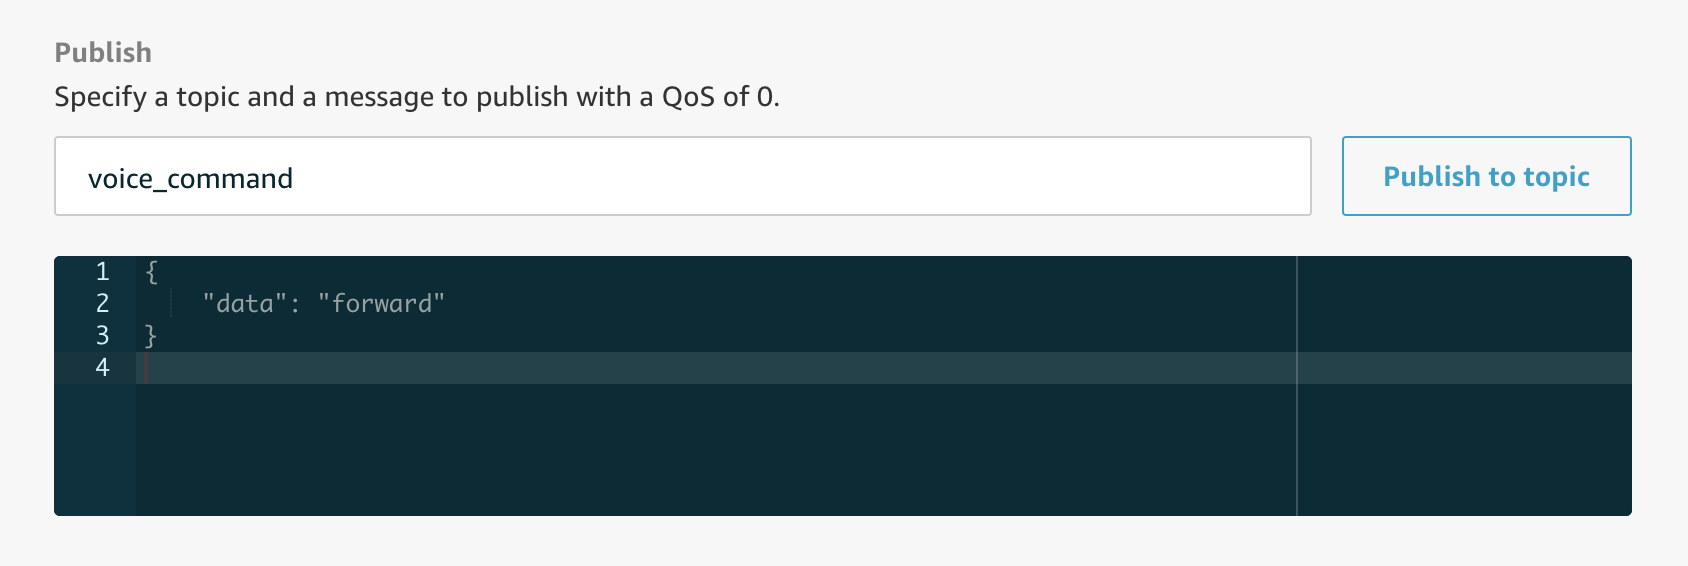 Publish
Specify a topic and a message to publish with a QoS of 0.
voice_command
Publish to topic
1 {
2 "data": "forward"
3 }
4